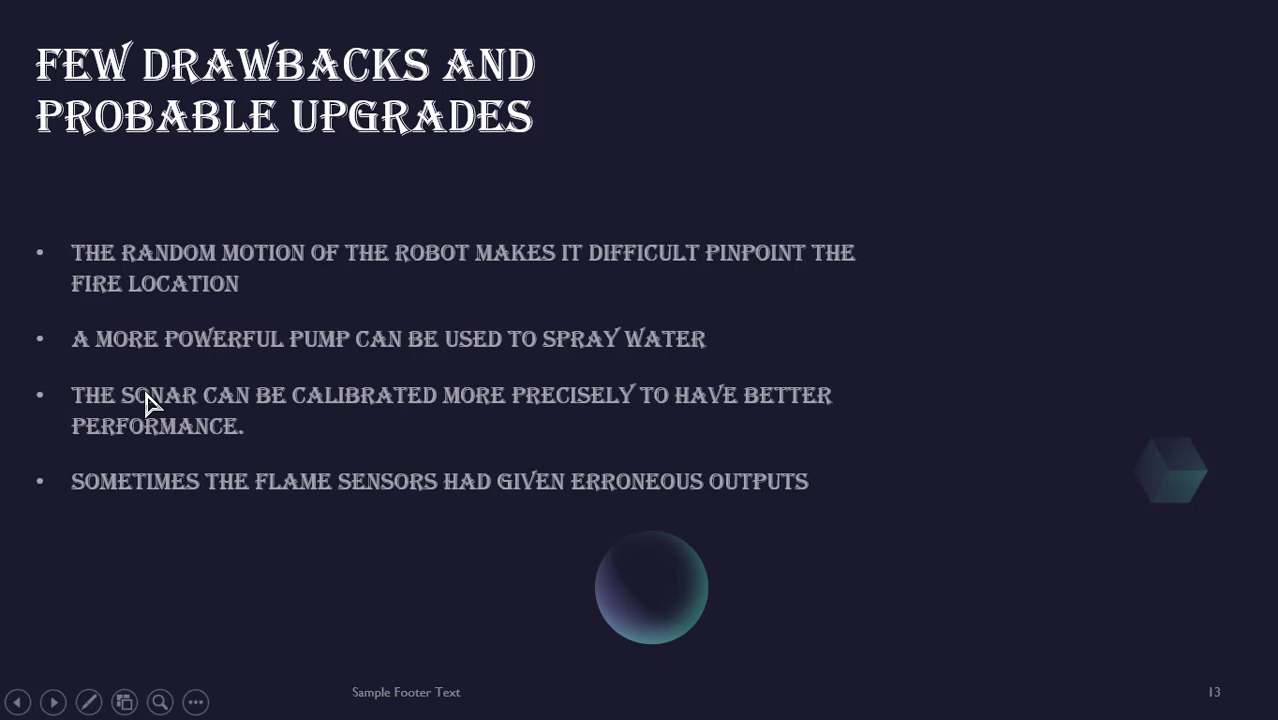 FEW DRAWBACKS AND
PROBABLE UPGRADES
• THE RANDOM MOTION OF THE ROBOT MAKES IT DIFFICULT PINPOINT THE
FIRE LOCATION
• A MORE POWERFUL PUMP CAN BE USED TO SPRAY WATER
• THE SONAR CAN BE CALIBRATED MORE PRECISELY TO HAVE BETTER
PERFORMANCE.
• SOMETIMES THE FLAME SENSORS HAD GIVEN ERRONEOUS OUTPUTS
Sample Footer Text
13